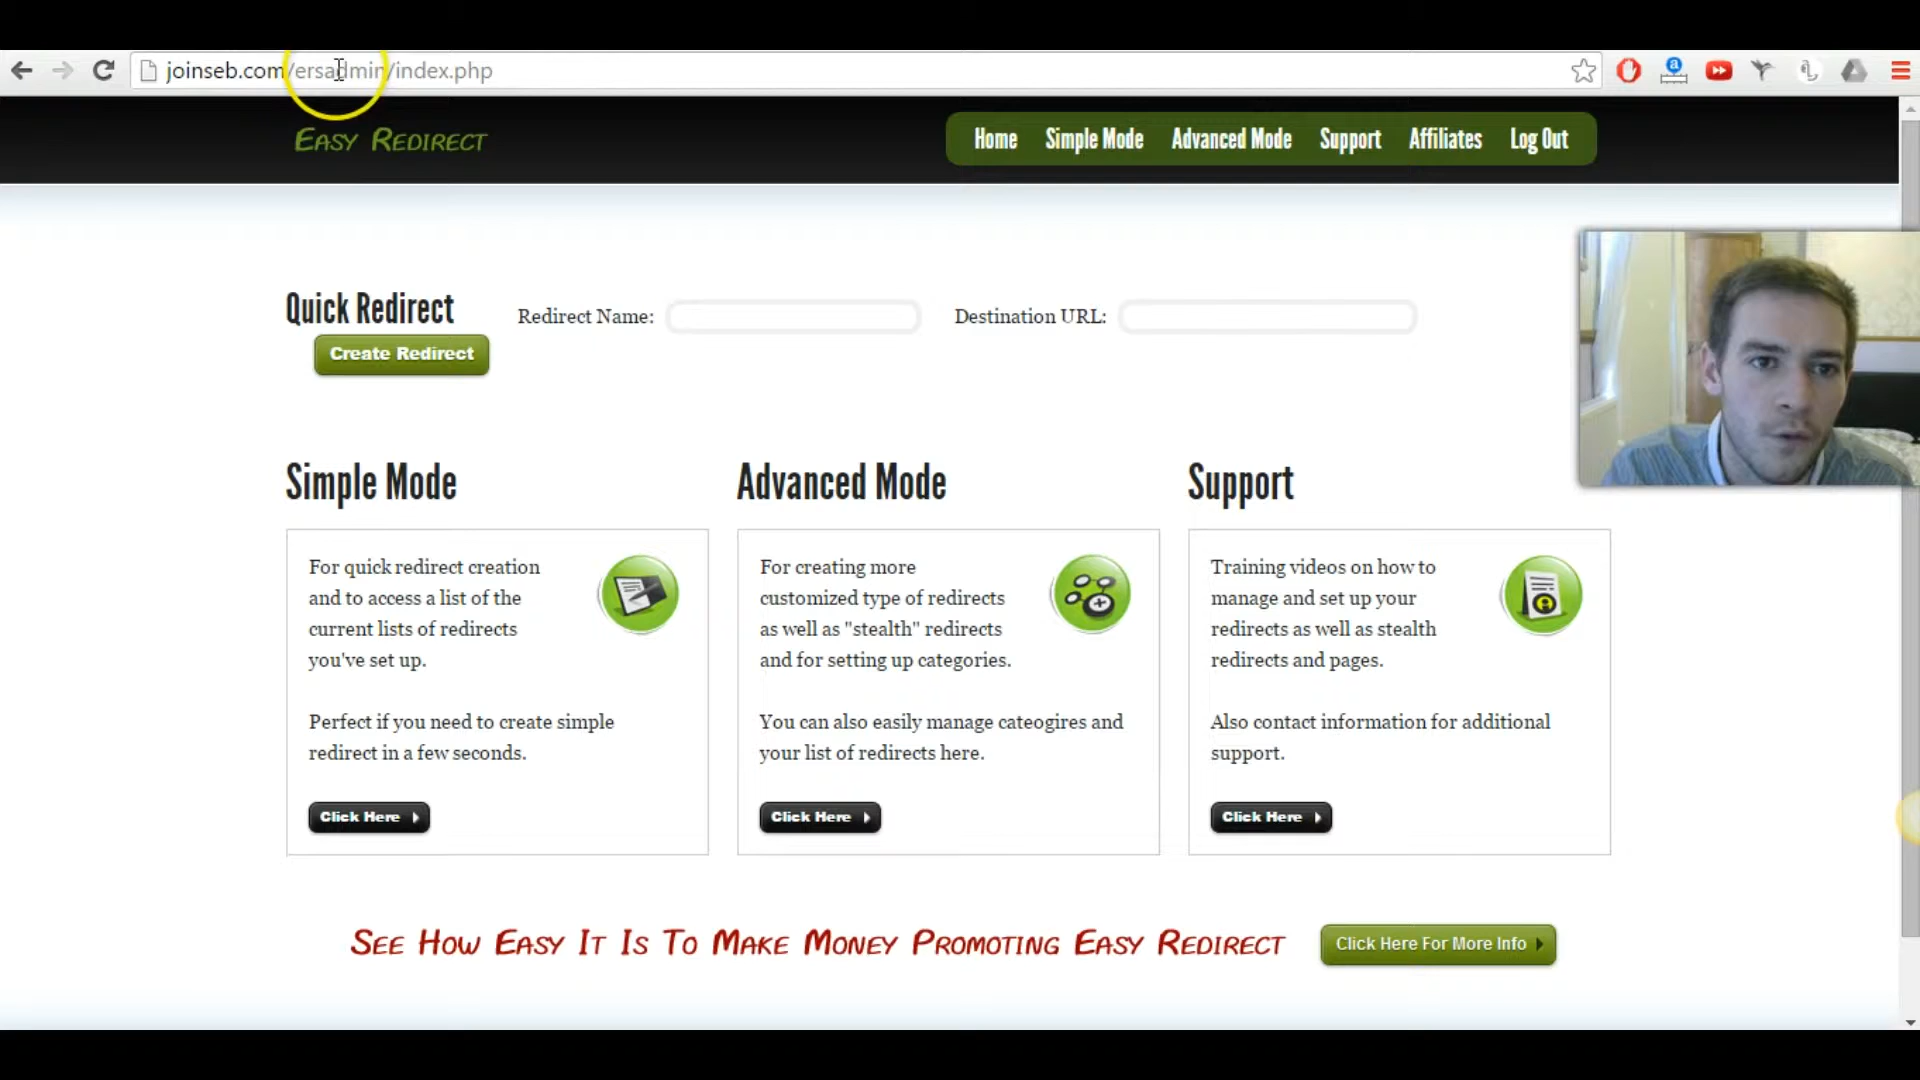 joinseb.com/ersadmin/index.php
Easy Redirect
Home Simple Mode Advanced Mode Support Affiliates Log Out
Quick Redirect Redirect Name: Destination URL:
Create Redirect
Simple Mode
For quick redirect creation
and to access a list of the
current lists of redirects
you've set up.
Perfect if you need to create simple
redirect in a few seconds.
Click Here
Advanced Mode
For creating more
customized type of redirects
as well as "stealth" redirects
and for setting up categories.
You can also easily manage cateogires and
your list of redirects here.
Click Here
Support
Training videos on how to
manage and set up your
redirects as well as stealth
redirects and pages.
Also contact information for additional
support.
Click Here
See How Easy It Is To Make Money Promoting Easy Redirect
Click Here For More Info